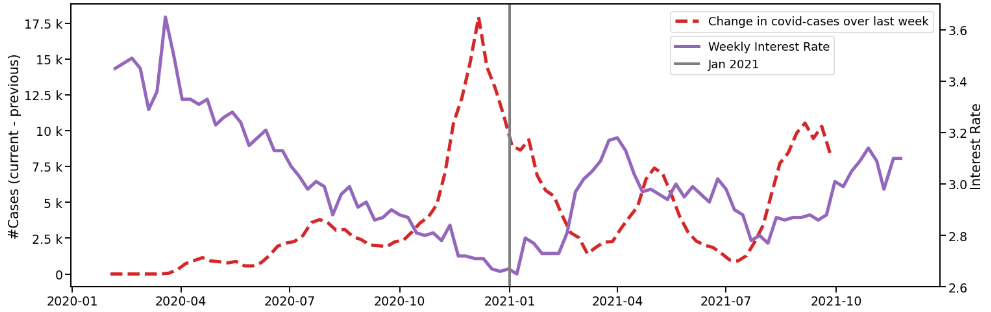 17.5 k
15 k
12.5 k
10 k
7.5 k
5 k
2.5 k
0
#Cases (current - previous)
Change in covid-cases over last week
Weekly Interest Rate
Jan 2021
3.6
3.4
3.2
3.0
2.8
2.6
Interest Rate
2020-01 2020-04 2020-07 2020-10 2021-01 2021-04 2021-07 2021-10